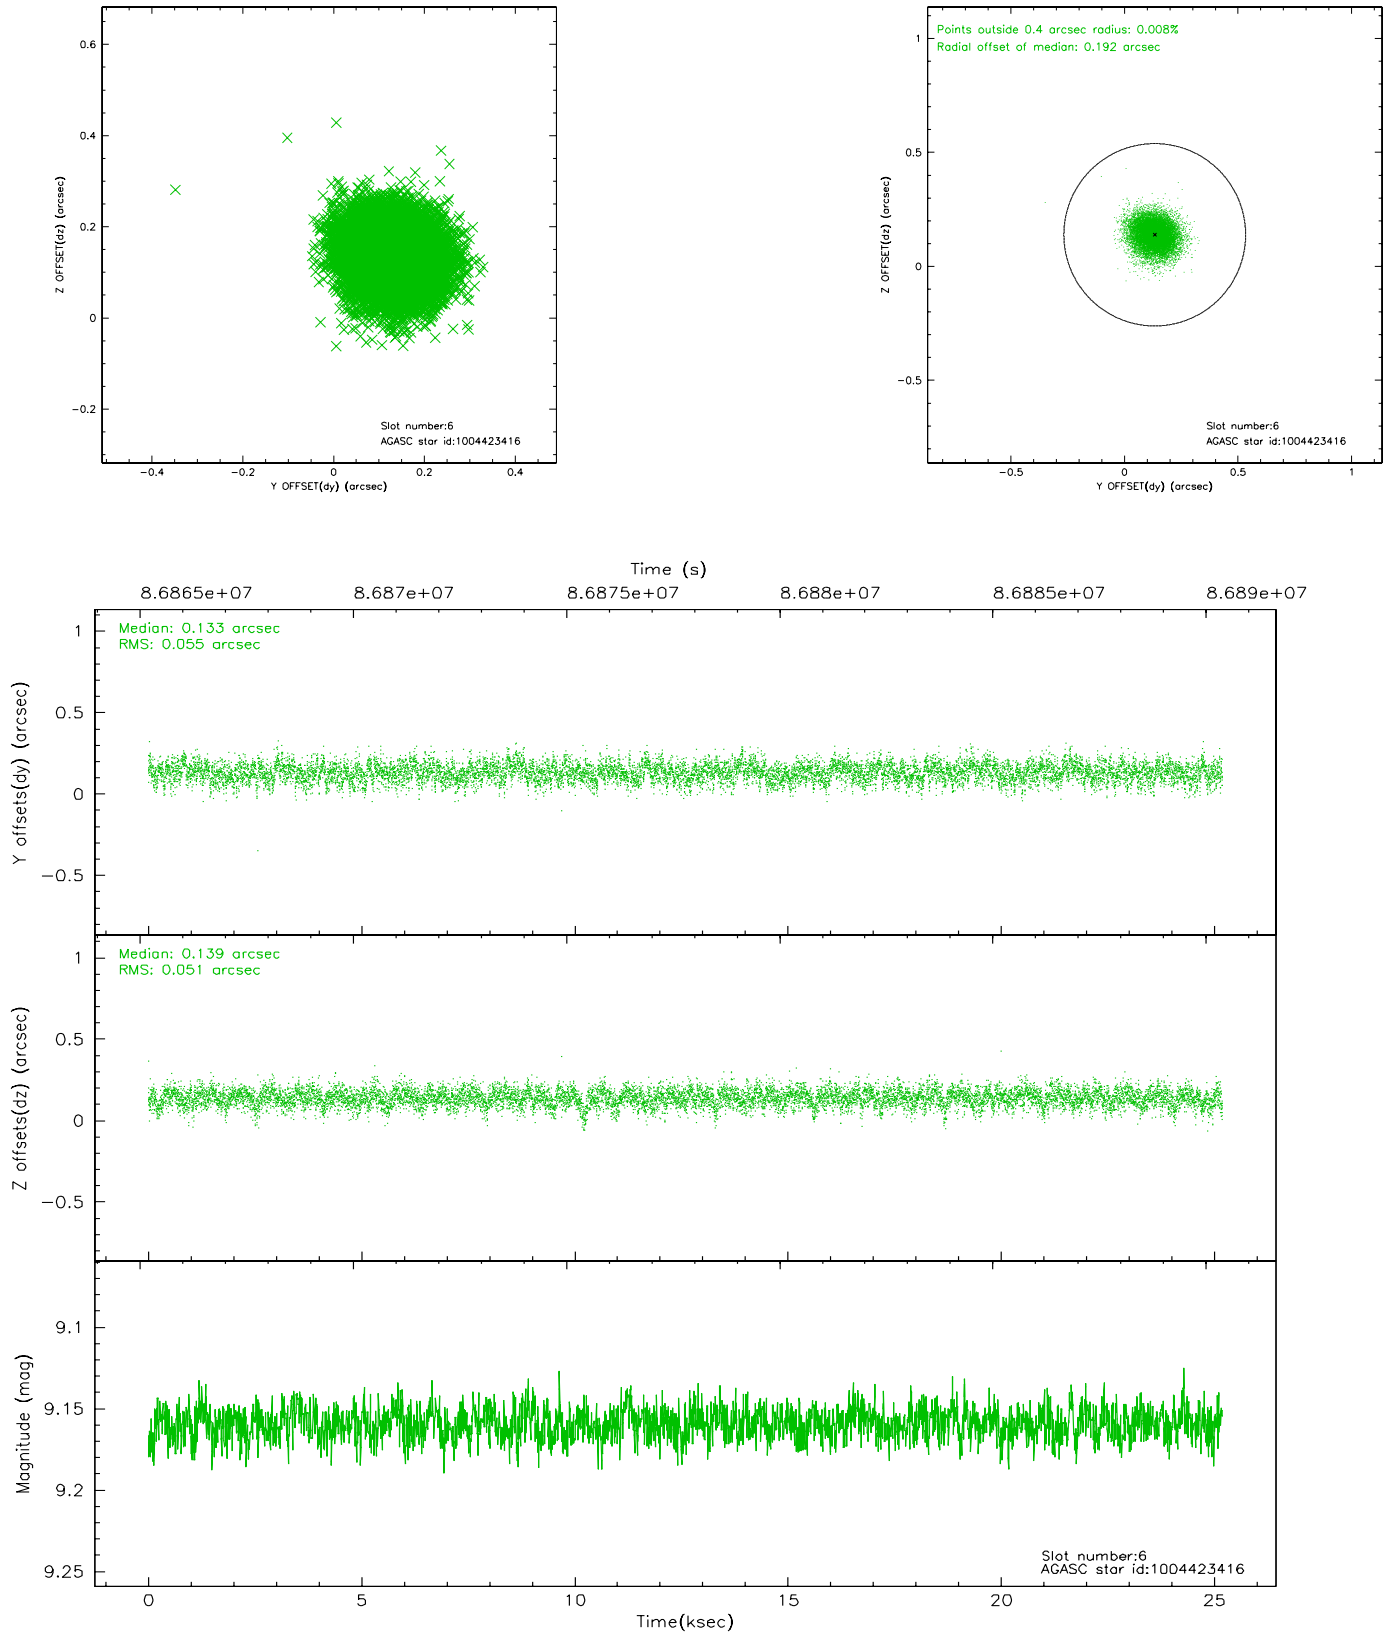 0.6
0.4
0.2
0
−0.2
Z OFFSET(dz) (arcsec)
−0.4 −0.2 0 0.2 0.4
Y OFFSET(dy) (arcsec)
Slot number:6
AGASC star id:1004423416
Points outside 0.4 arcsec radius: 0.008%
Radial offset of median: 0.192 arcsec
1
0.5
0
−0.5
Z OFFSET(dz) (arcsec)
−0.5 0 0.5 1
Y OFFSET(dy) (arcsec)
Slot number:6
AGASC star id:1004423416
Time (s)
8.6865e+07 8.687e+07 8.6875e+07 8.688e+07 8.6885e+07 8.689e+07
Median: 0.133 arcsec
RMS: 0.055 arcsec
1
0.5
0
−0.5
Y offsets(dy) (arcsec)
Median: 0.139 arcsec
RMS: 0.051 arcsec
1
0.5
0
−0.5
Z offsets(dz) (arcsec)
9.1
9.15
9.2
9.25
Magnitude (mag)
Slot number:6
AGASC star id:1004423416
0 5 10 15 20 25
Time(ksec)